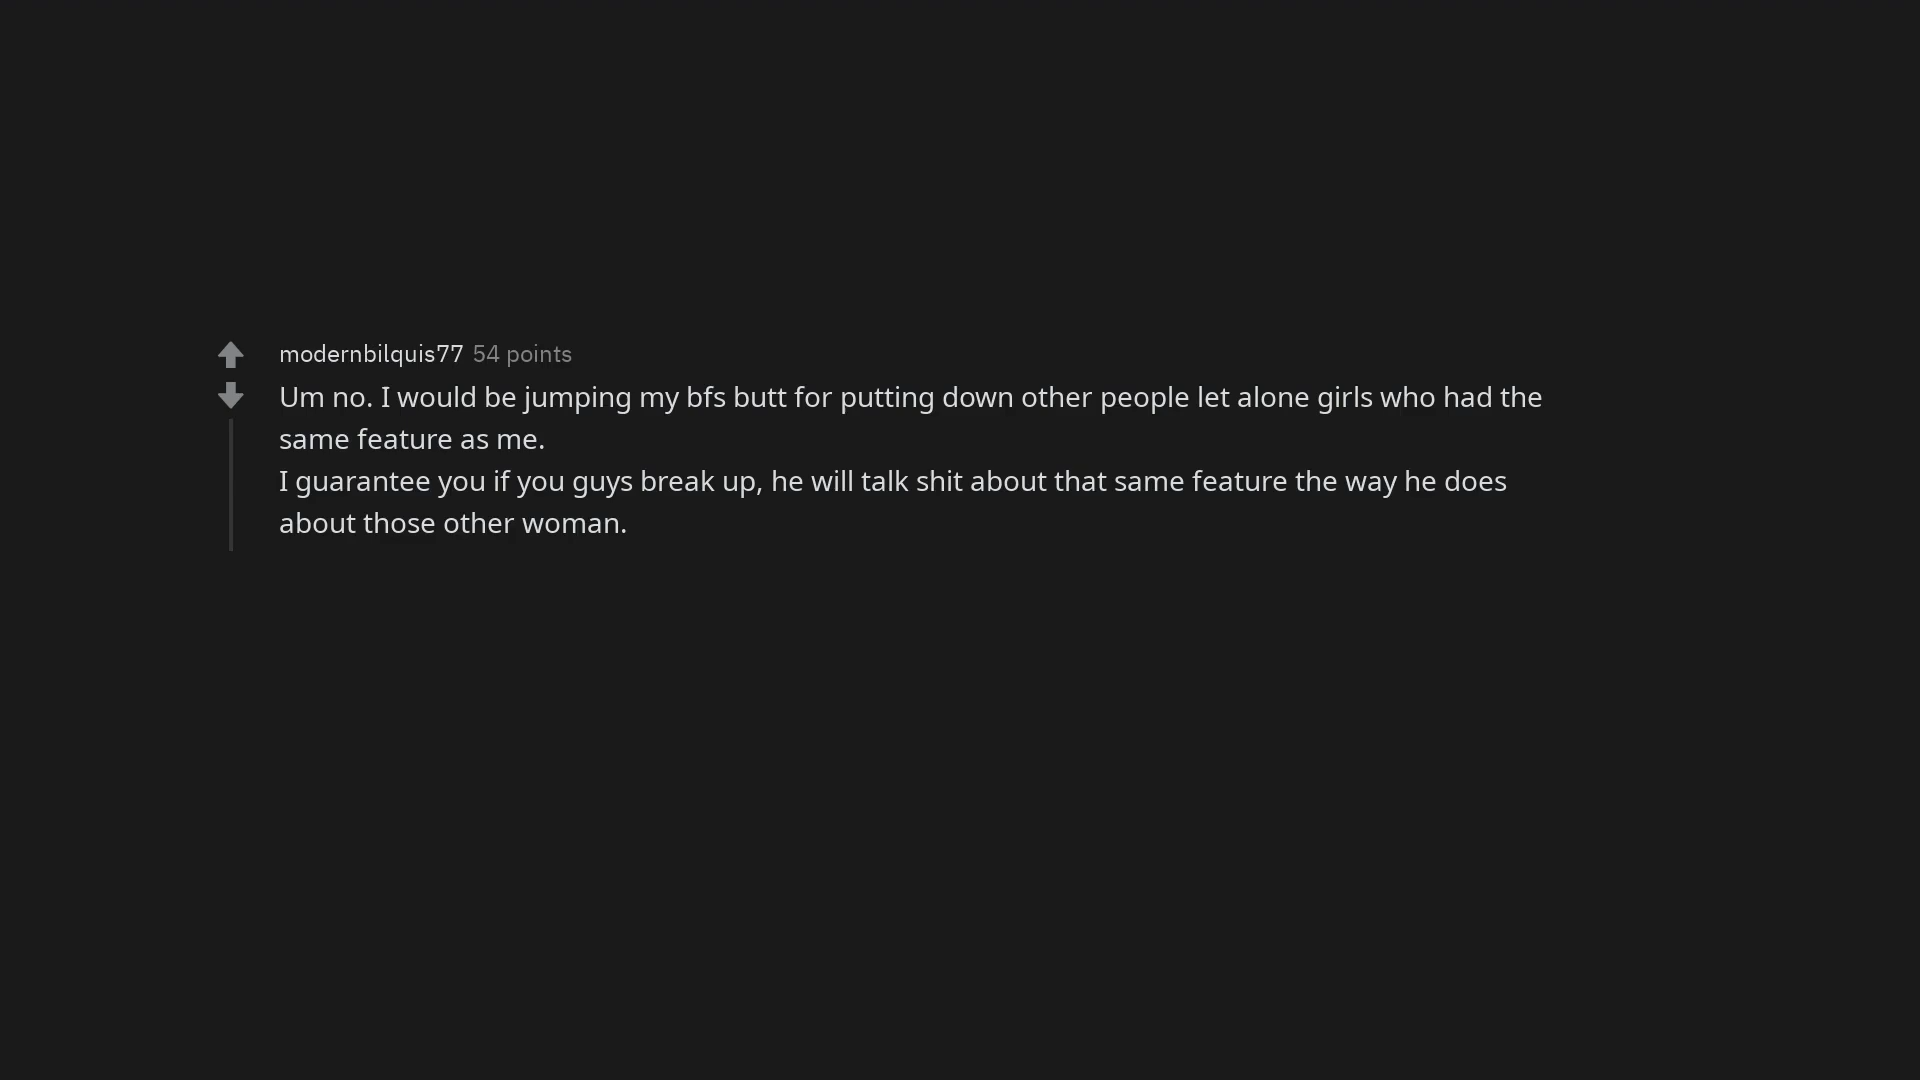 modernbilquis77 54 points
Um no. I would be jumping my bfs butt for putting down other people let alone girls who had the
same feature as me.
I guarantee you if you guys break up, he will talk shit about that same feature the way he does
about those other woman.